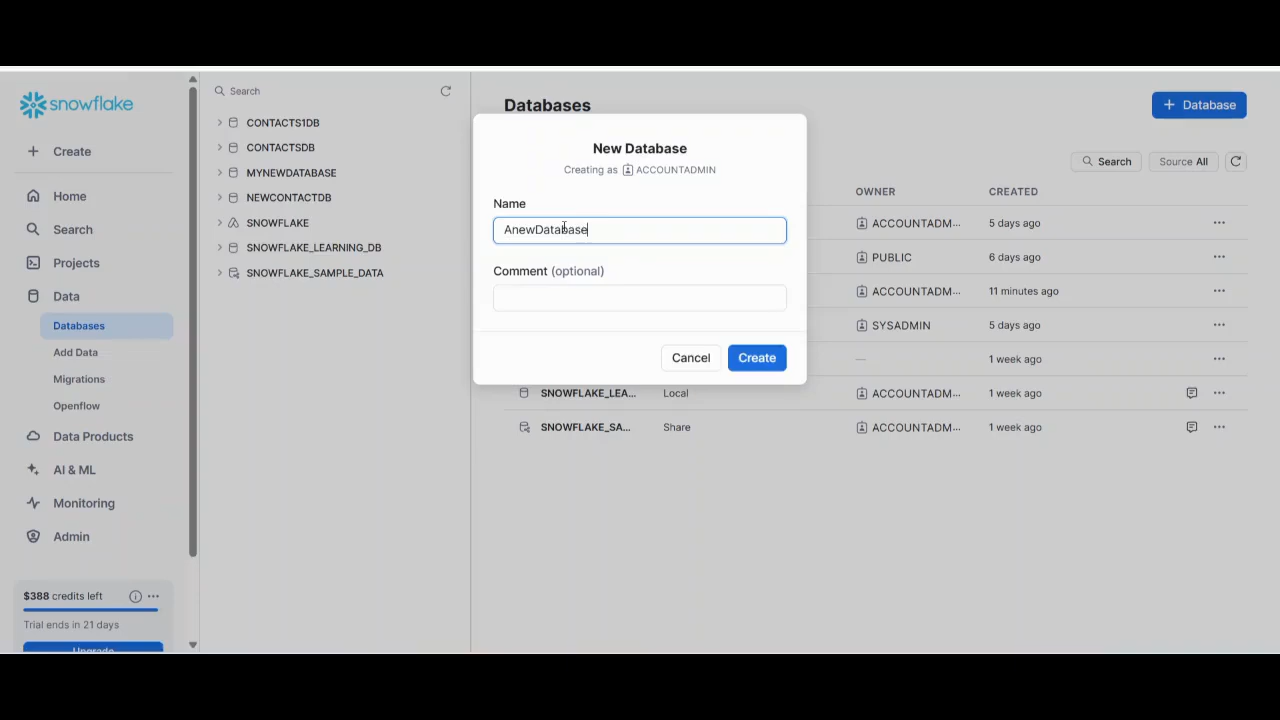 snowflake
Create
Home
Search
Projects
Data
Databases
Add Data
Migrations
Openflow
Data Products
AI & ML
Monitoring
Admin
$388 credits left
Trial ends in 21 days
Upgrade
Search
CONTACTS1DB
CONTACTSDB
MYNEWDATABASE
NEWCONTACTDB
SNOWFLAKE
SNOWFLAKE_LEARNING_DB
SNOWFLAKE_SAMPLE_DATA
Databases
+ Database
Search
Source All
OWNER CREATED
ACCOUNTADM... 5 days ago
PUBLIC 6 days ago
ACCOUNTADM... 11 minutes ago
SYSADMIN 5 days ago
— 1 week ago
SNOWFLAKE_LEA... Local ACCOUNTADM... 1 week ago
SNOWFLAKE_SA... Share ACCOUNTADM... 1 week ago
New Database
Creating as ACCOUNTADMIN
Name
AnewDatabase
Comment (optional)
Cancel
Create